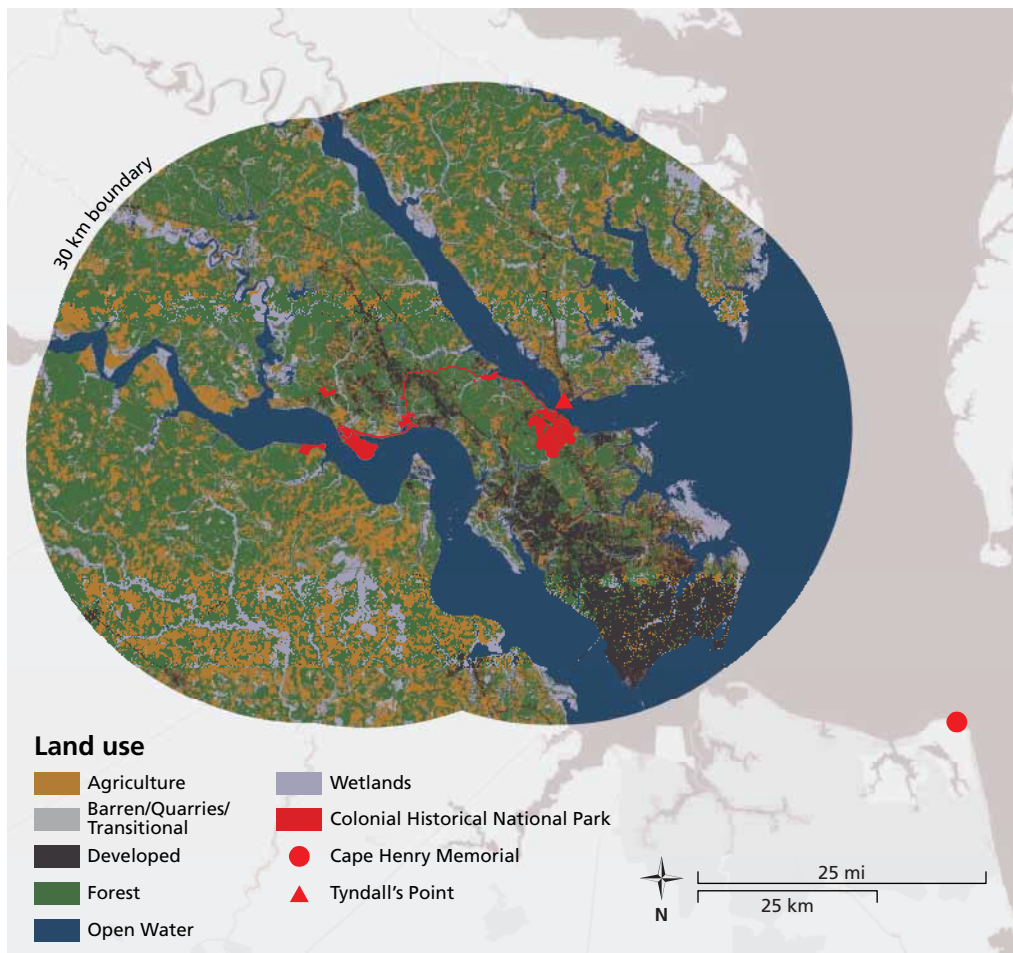 30 km boundary
Land use
Agriculture
Barren/Quarries/
Transitional
Developed
Forest
Open Water
Wetlands
Colonial Historical National Park
Cape Henry Memorial
Tyndall's Point
25 mi
25 km
N